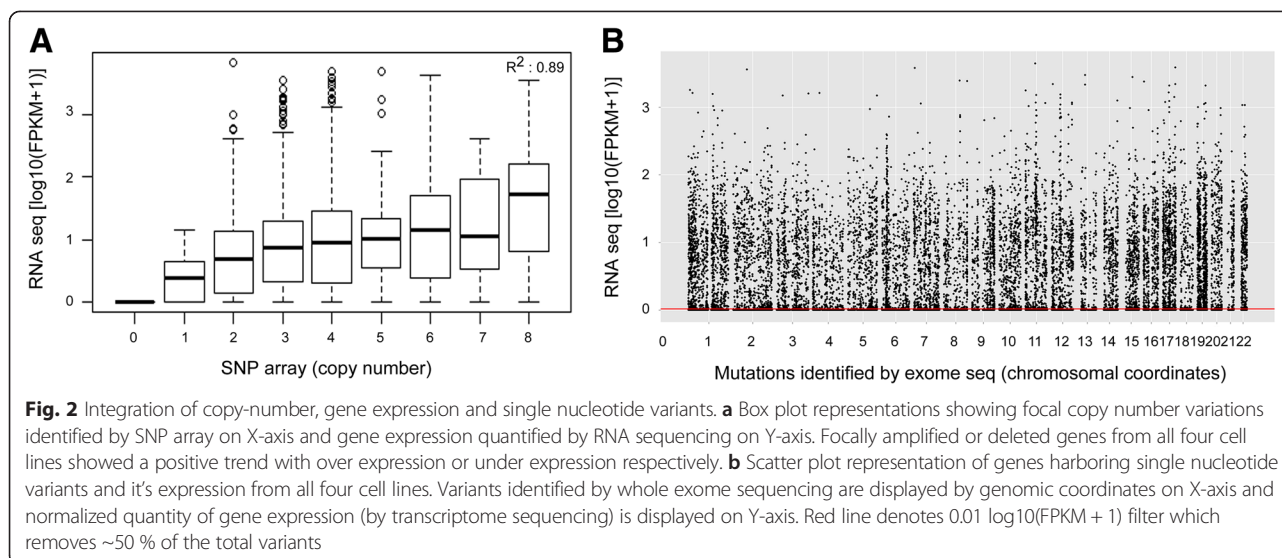 A
RNA seq [log10(FPKM+1)]
3
2
1
0
R2 : 0.89
0 1 2 3 4 5 6 7 8
SNP array (copy number)
B
RNA seq [log10(FPKM+1)]
3
2
1
0
0 1 2 3 4 5 6 7 8 9 10 11 12 13 14 15 16 17 18 19 20 21 22
Mutations identified by exome seq (chromosomal coordinates)
Fig. 2 Integration of copy-number, gene expression and single nucleotide variants. a Box plot representations showing focal copy number variations
identified by SNP array on X-axis and gene expression quantified by RNA sequencing on Y-axis. Focally amplified or deleted genes from all four cell
lines showed a positive trend with over expression or under expression respectively. b Scatter plot representation of genes harboring single nucleotide
variants and it's expression from all four cell lines. Variants identified by whole exome sequencing are displayed by genomic coordinates on X-axis and
normalized quantity of gene expression (by transcriptome sequencing) is displayed on Y-axis. Red line denotes 0.01 log10(FPKM + 1) filter which
removes ~50 % of the total variants